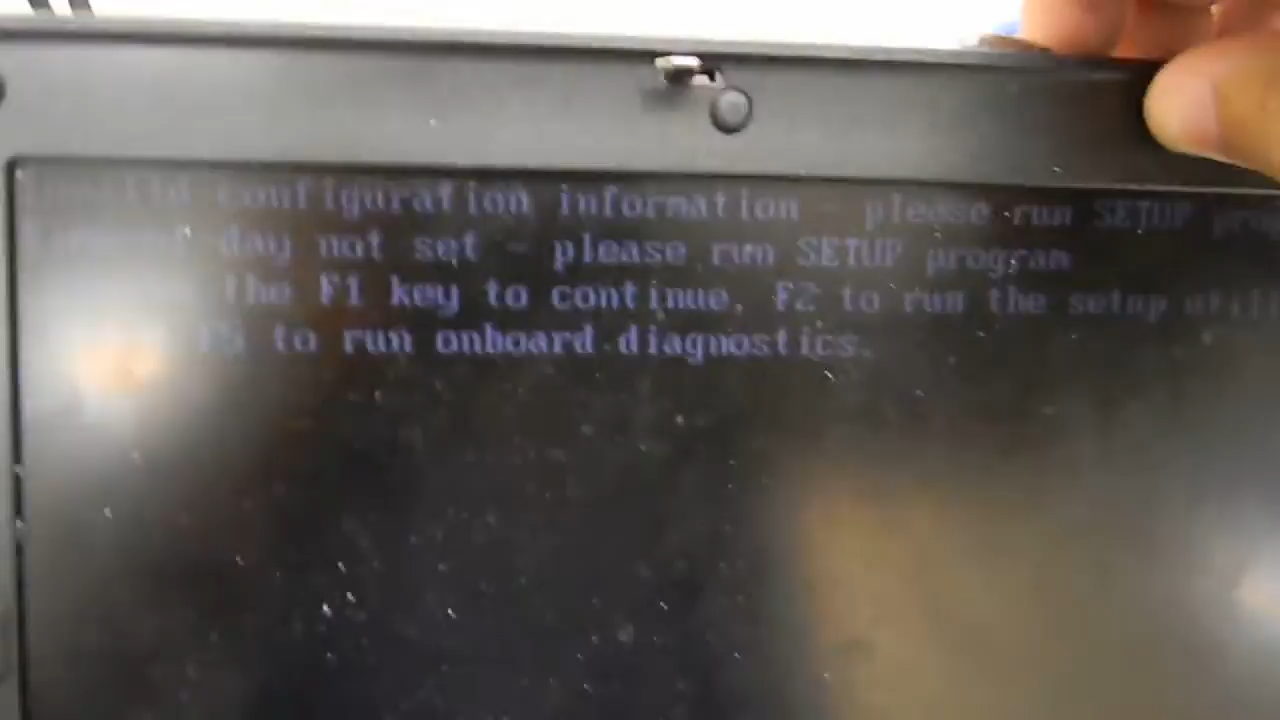 configuration information - please run SETUP
day not set - please run SETUP program
the F1 key to continue, F2 to run the setup
F5 to run onboard diagnostics.